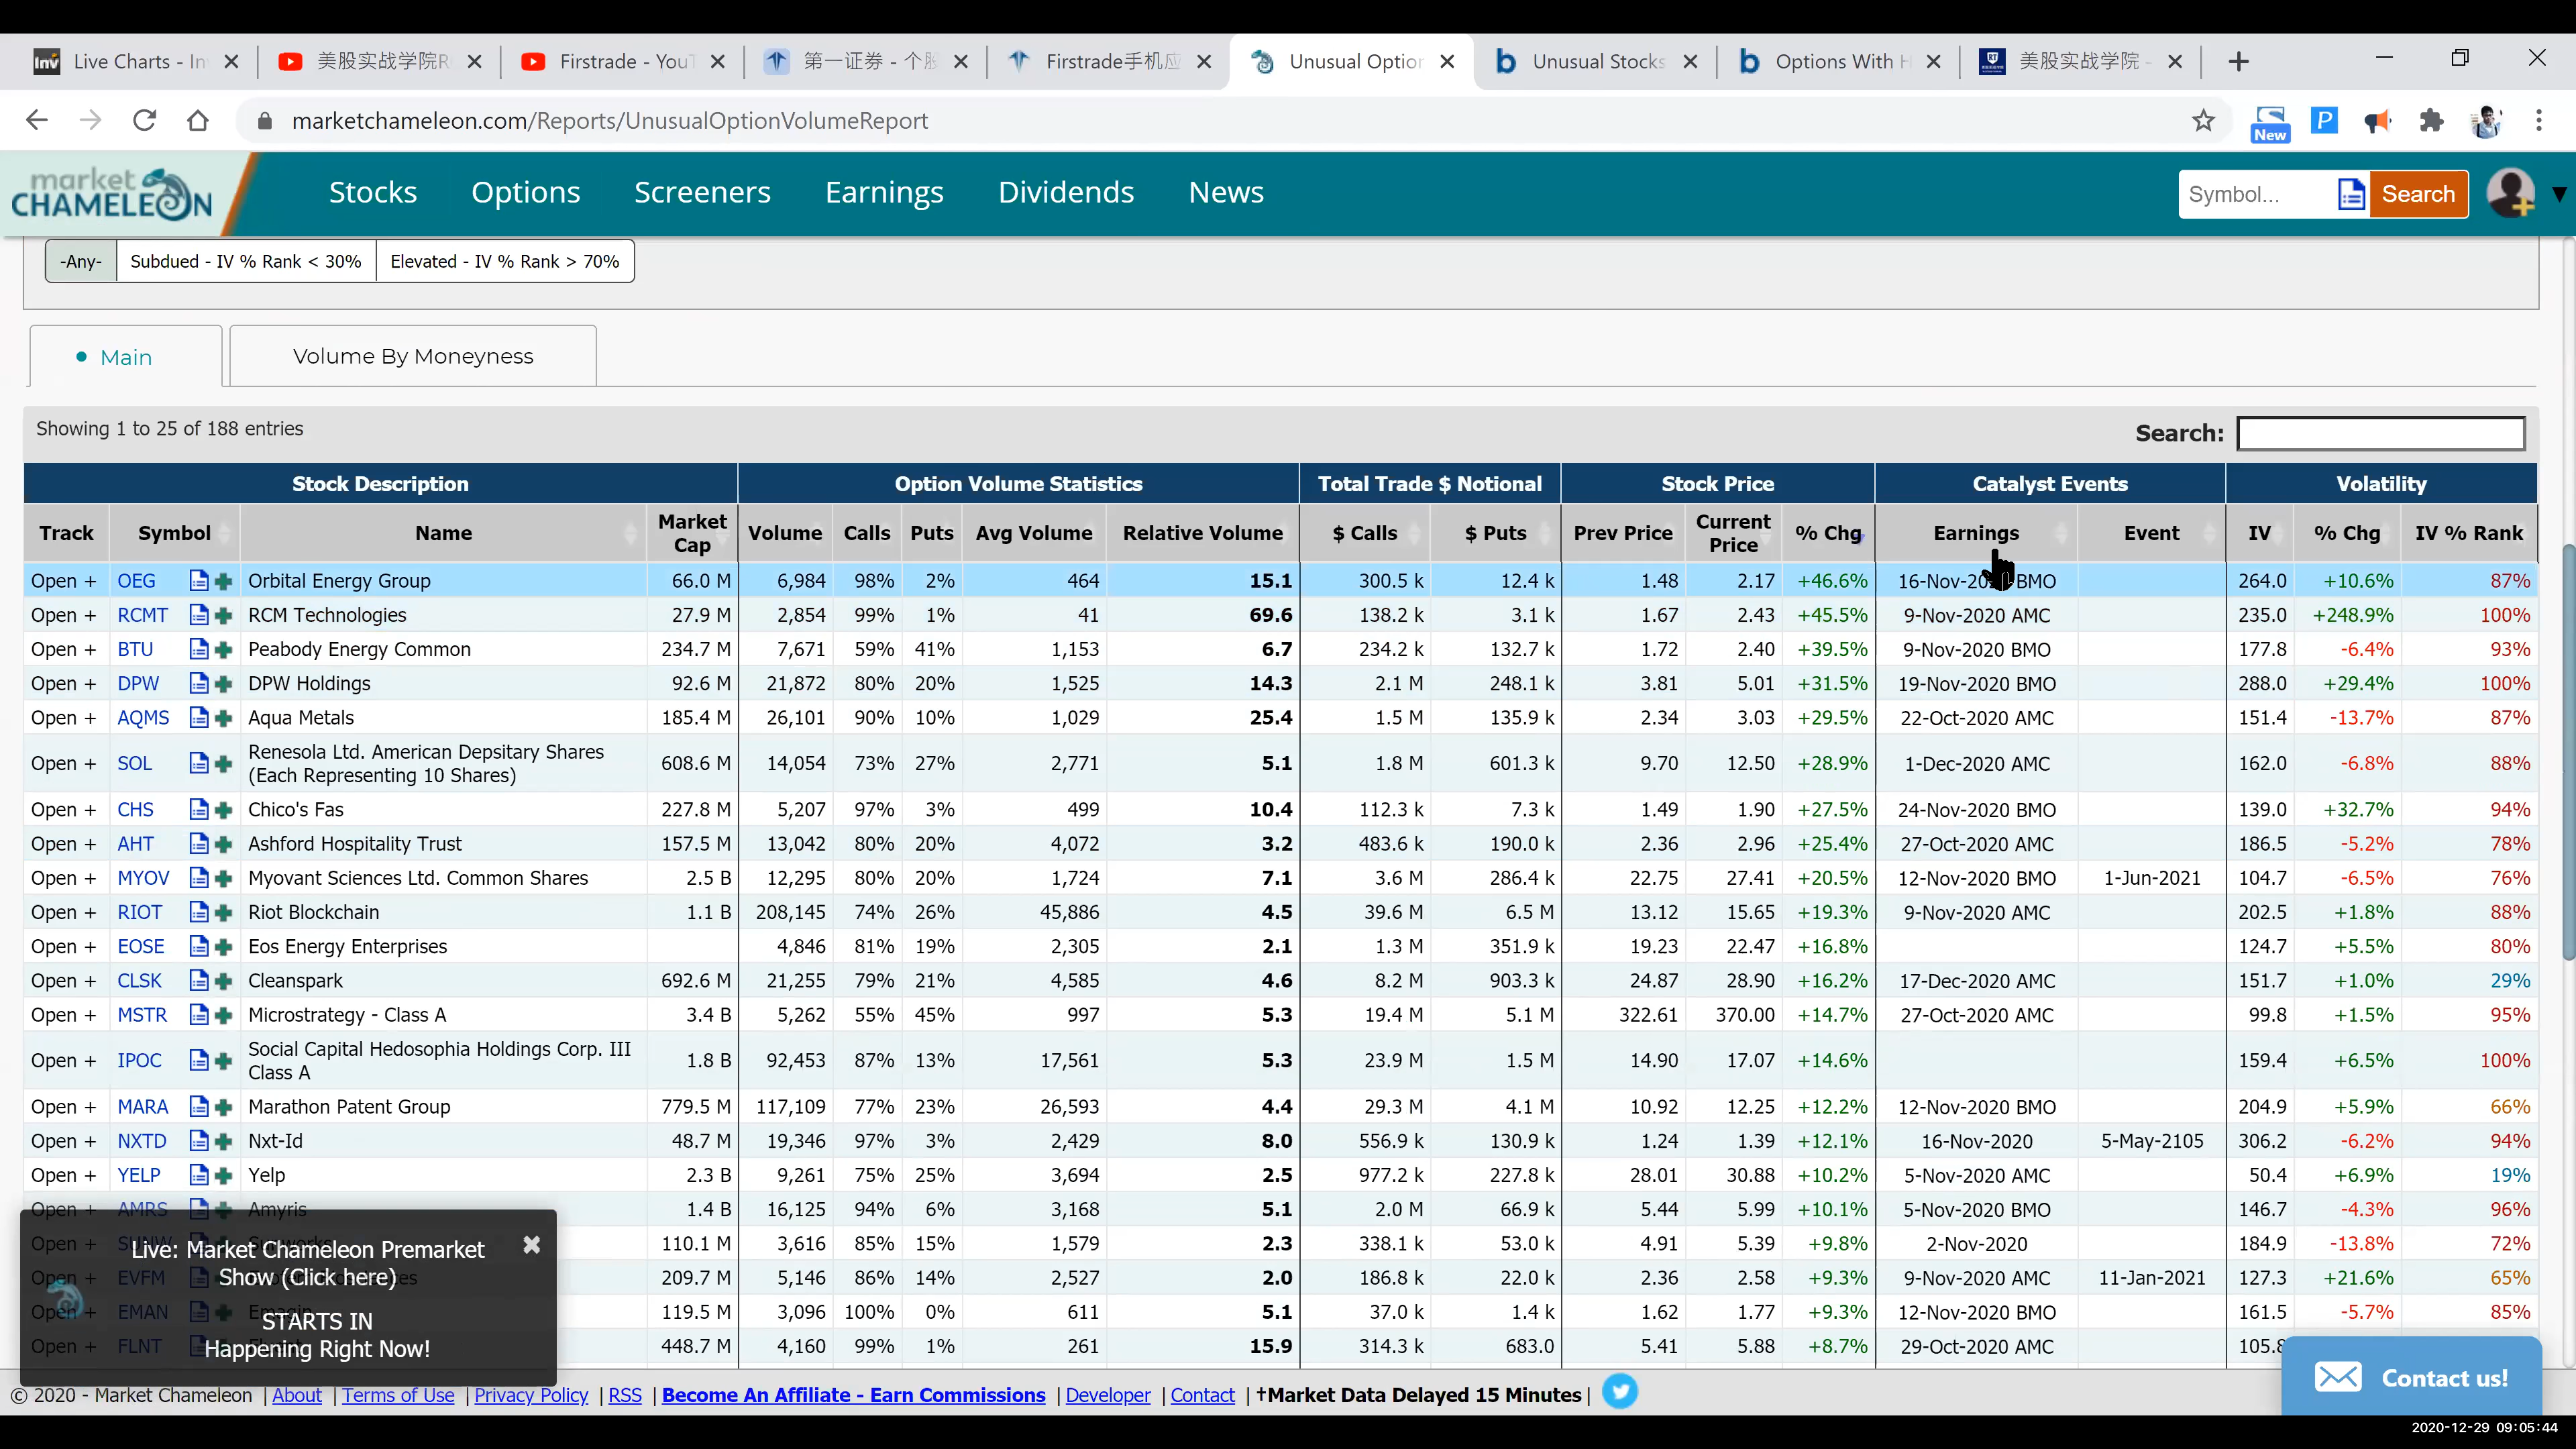 Live Charts - In
美股实战学院R
Firstrade - You
第一证券 - 个股
Firstrade手机应
Unusual Option
Unusual Stocks
Options With H
美股实战学院 -
marketchameleon.com/Reports/UnusualOptionVolumeReport
New
market CHAMELEON
Stocks Options Screeners Earnings Dividends News
Symbol... Search
-Any- Subdued - IV % Rank < 30% Elevated - IV % Rank > 70%
Main Volume By Moneyness
Showing 1 to 25 of 188 entries Search:
Stock Description Option Volume Statistics Total Trade $ Notional Stock Price Catalyst Events Volatility
Track Symbol Name Market Cap Volume Calls Puts Avg Volume Relative Volume $ Calls $ Puts Prev Price Current Price % Chg Earnings Event IV % Chg IV % Rank
Open + OEG Orbital Energy Group 66.0 M 6,984 98% 2% 464 15.1 300.5 k 12.4 k 1.48 2.17 +46.6% 16-Nov-20 BMO 264.0 +10.6% 87%
Open + RCMT RCM Technologies 27.9 M 2,854 99% 1% 41 69.6 138.2 k 3.1 k 1.67 2.43 +45.5% 9-Nov-2020 AMC 235.0 +248.9% 100%
Open + BTU Peabody Energy Common 234.7 M 7,671 59% 41% 1,153 6.7 234.2 k 132.7 k 1.72 2.40 +39.5% 9-Nov-2020 BMO 177.8 -6.4% 93%
Open + DPW DPW Holdings 92.6 M 21,872 80% 20% 1,525 14.3 2.1 M 248.1 k 3.81 5.01 +31.5% 19-Nov-2020 BMO 288.0 +29.4% 100%
Open + AQMS Aqua Metals 185.4 M 26,101 90% 10% 1,029 25.4 1.5 M 135.9 k 2.34 3.03 +29.5% 22-Oct-2020 AMC 151.4 -13.7% 87%
Open + SOL Renesola Ltd. American Depsitary Shares (Each Representing 10 Shares) 608.6 M 14,054 73% 27% 2,771 5.1 1.8 M 601.3 k 9.70 12.50 +28.9% 1-Dec-2020 AMC 162.0 -6.8% 88%
Open + CHS Chico's Fas 227.8 M 5,207 97% 3% 499 10.4 112.3 k 7.3 k 1.49 1.90 +27.5% 24-Nov-2020 BMO 139.0 +32.7% 94%
Open + AHT Ashford Hospitality Trust 157.5 M 13,042 80% 20% 4,072 3.2 483.6 k 190.0 k 2.36 2.96 +25.4% 27-Oct-2020 AMC 186.5 -5.2% 78%
Open + MYOV Myovant Sciences Ltd. Common Shares 2.5 B 12,295 80% 20% 1,724 7.1 3.6 M 286.4 k 22.75 27.41 +20.5% 12-Nov-2020 BMO 1-Jun-2021 104.7 -6.5% 76%
Open + RIOT Riot Blockchain 1.1 B 208,145 74% 26% 45,886 4.5 39.6 M 6.5 M 13.12 15.65 +19.3% 9-Nov-2020 AMC 202.5 +1.8% 88%
Open + EOSE Eos Energy Enterprises 4,846 81% 19% 2,305 2.1 1.3 M 351.9 k 19.23 22.47 +16.8% 124.7 +5.5% 80%
Open + CLSK Cleanspark 692.6 M 21,255 79% 21% 4,585 4.6 8.2 M 903.3 k 24.87 28.90 +16.2% 17-Dec-2020 AMC 151.7 +1.0% 29%
Open + MSTR Microstrategy - Class A 3.4 B 5,262 55% 45% 997 5.3 19.4 M 5.1 M 322.61 370.00 +14.7% 27-Oct-2020 AMC 99.8 +1.5% 95%
Open + IPOC Social Capital Hedosophia Holdings Corp. III Class A 1.8 B 92,453 87% 13% 17,561 5.3 23.9 M 1.5 M 14.90 17.07 +14.6% 159.4 +6.5% 100%
Open + MARA Marathon Patent Group 779.5 M 117,109 77% 23% 26,593 4.4 29.3 M 4.1 M 10.92 12.25 +12.2% 12-Nov-2020 BMO 204.9 +5.9% 66%
Open + NXTD Nxt-Id 48.7 M 19,346 97% 3% 2,429 8.0 556.9 k 130.9 k 1.24 1.39 +12.1% 16-Nov-2020 5-May-2105 306.2 -6.2% 94%
Open + YELP Yelp 2.3 B 9,261 75% 25% 3,694 2.5 977.2 k 227.8 k 28.01 30.88 +10.2% 5-Nov-2020 AMC 50.4 +6.9% 19%
Open + AMRS Amyris 1.4 B 16,125 94% 6% 3,168 5.1 2.0 M 66.9 k 5.44 5.99 +10.1% 5-Nov-2020 BMO 146.7 -4.3% 96%
Open + SUNW 110.1 M 3,616 85% 15% 1,579 2.3 338.1 k 53.0 k 4.91 5.39 +9.8% 2-Nov-2020 184.9 -13.8% 72%
Open + EVFM 209.7 M 5,146 86% 14% 2,527 2.0 186.8 k 22.0 k 2.36 2.58 +9.3% 9-Nov-2020 AMC 11-Jan-2021 127.3 +21.6% 65%
Open + EMAN Emagin 119.5 M 3,096 100% 0% 611 5.1 37.0 k 1.4 k 1.62 1.77 +9.3% 12-Nov-2020 BMO 161.5 -5.7% 85%
Open + FLNT 448.7 M 4,160 99% 1% 261 15.9 314.3 k 683.0 5.41 5.88 +8.7% 29-Oct-2020 AMC 105.8
Live: Market Chameleon Premarket
Show (Click here)
STARTS IN
Happening Right Now!
Contact us!
© 2020 - Market Chameleon | About | Terms of Use | Privacy Policy | RSS | Become An Affiliate - Earn Commissions | Developer | Contact | †Market Data Delayed 15 Minutes |
2020-12-29 09:05:44